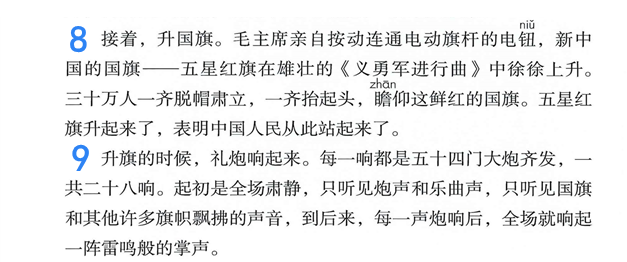 niǔ
8 接着，升国旗。毛主席亲自按动连通电动旗杆的电钮，新中
国的国旗——五星红旗在雄壮的《义勇军进行曲》中徐徐上升。
zhān
三十万人一齐脱帽肃立，一齐抬起头，瞻仰这鲜红的国旗。五星红
旗升起来了，表明中国人民从此站起来了。
9 升旗的时候，礼炮响起来。每一响都是五十四门大炮齐发，一
共二十八响。起初是全场肃静，只听见炮声和乐曲声，只听见国旗
和其他许多旗帜飘拂的声音，到后来，每一声炮响后，全场就响起
一阵雷鸣般的掌声。